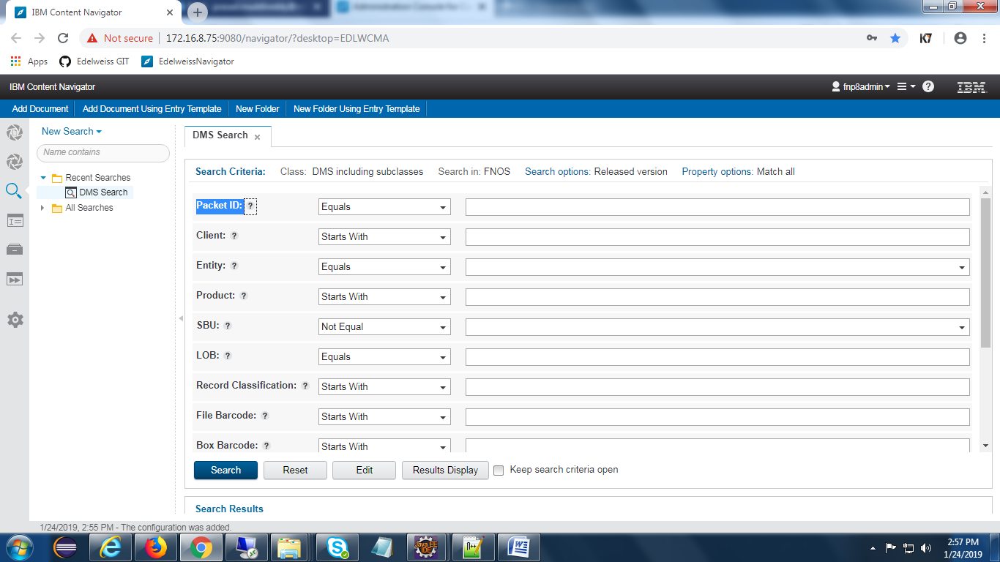 IBM Content Navigator
Not secure 172.16.8.75:9080/navigator/?desktop=EDLWCMA
Apps Edelweiss GIT EdelweissNavigator
IBM Content Navigator fnp8admin ? IBM
Add Document Add Document Using Entry Template New Folder New Folder Using Entry Template
New Search
Name contains
Recent Searches
DMS Search
All Searches
DMS Search
Search Criteria: Class: DMS including subclasses Search in: FNOS Search options: Released version Property options: Match all
Packet ID: ? Equals
Client: ? Starts With
Entity: ? Equals
Product: ? Starts With
SBU: ? Not Equal
LOB: ? Equals
Record Classification: ? Starts With
File Barcode: ? Starts With
Box Barcode: ? Starts With
Search Reset Edit Results Display Keep search criteria open
Search Results
1/24/2019, 2:55 PM - The configuration was added.
Java EE
IDE
2:57 PM
1/24/2019